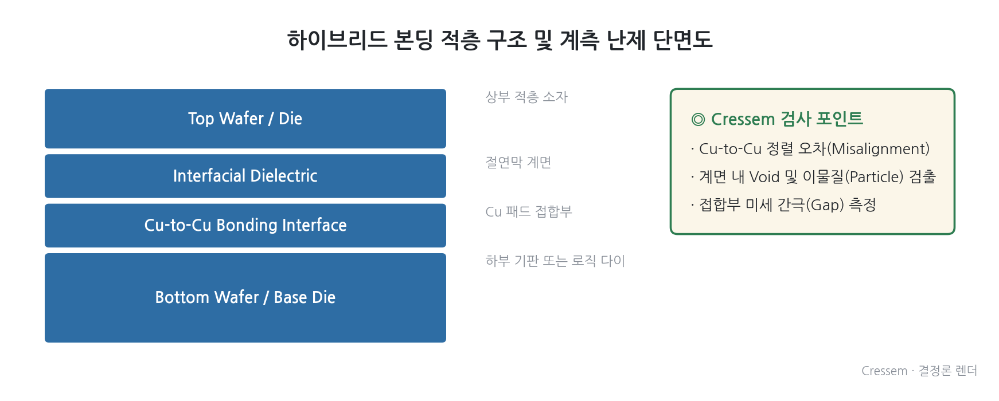 하이브리드 본딩 적층 구조 및 계측 난제 단면도
Top Wafer / Die
상부 적층 소자
Interfacial Dielectric
절연막 계면
Cu-to-Cu Bonding Interface
Cu 패드 접합부
Bottom Wafer / Base Die
하부 기판 또는 로직 다이
◎ Cressem 검사 포인트
· Cu-to-Cu 정렬 오차(Misalignment)
· 계면 내 Void 및 이물질(Particle) 검출
· 접합부 미세 간극(Gap) 측정
Cressem · 결정론 렌더